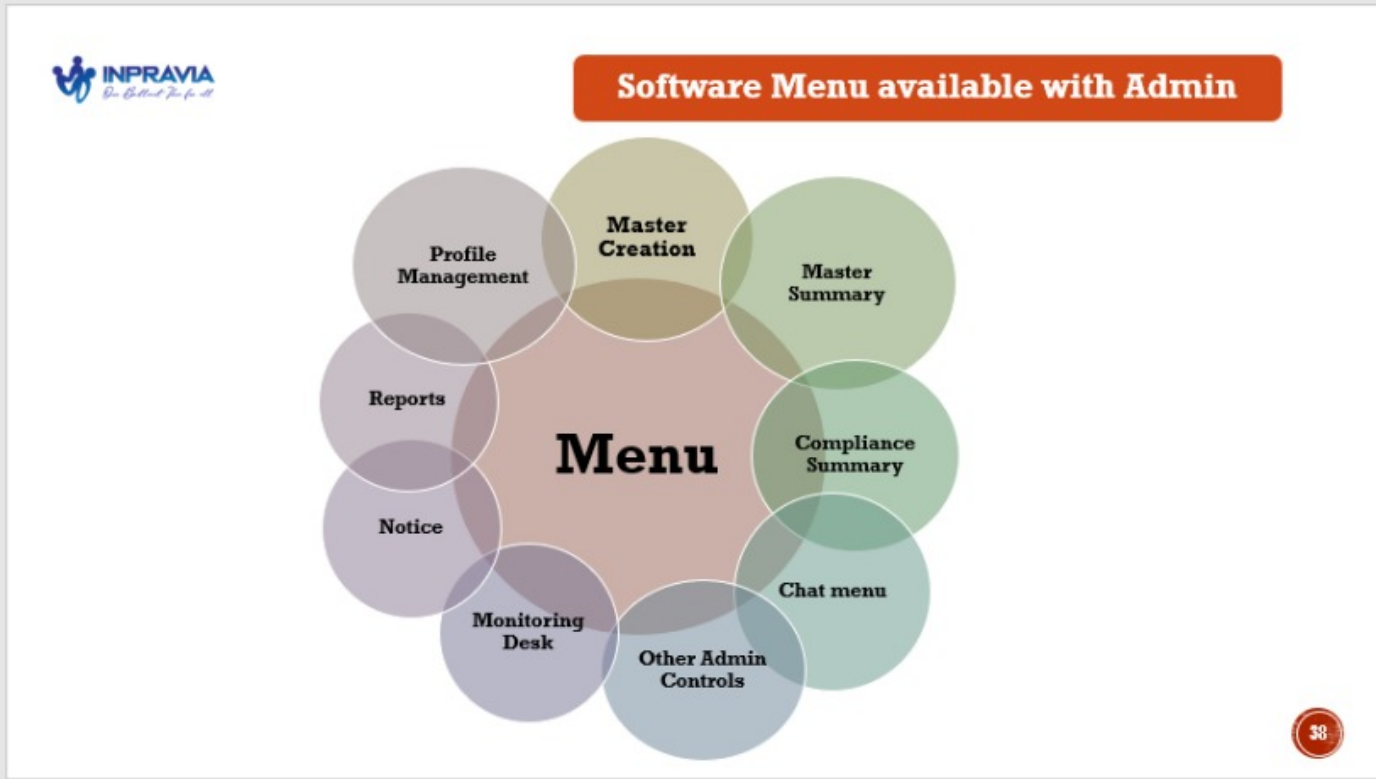 INPRAVIA
Software Menu available with Admin
Master
Creation
Master
Summary
Compliance
Summary
Chat menu
Other Admin
Controls
Monitoring
Desk
Notice
Reports
Profile
Management
Menu
38